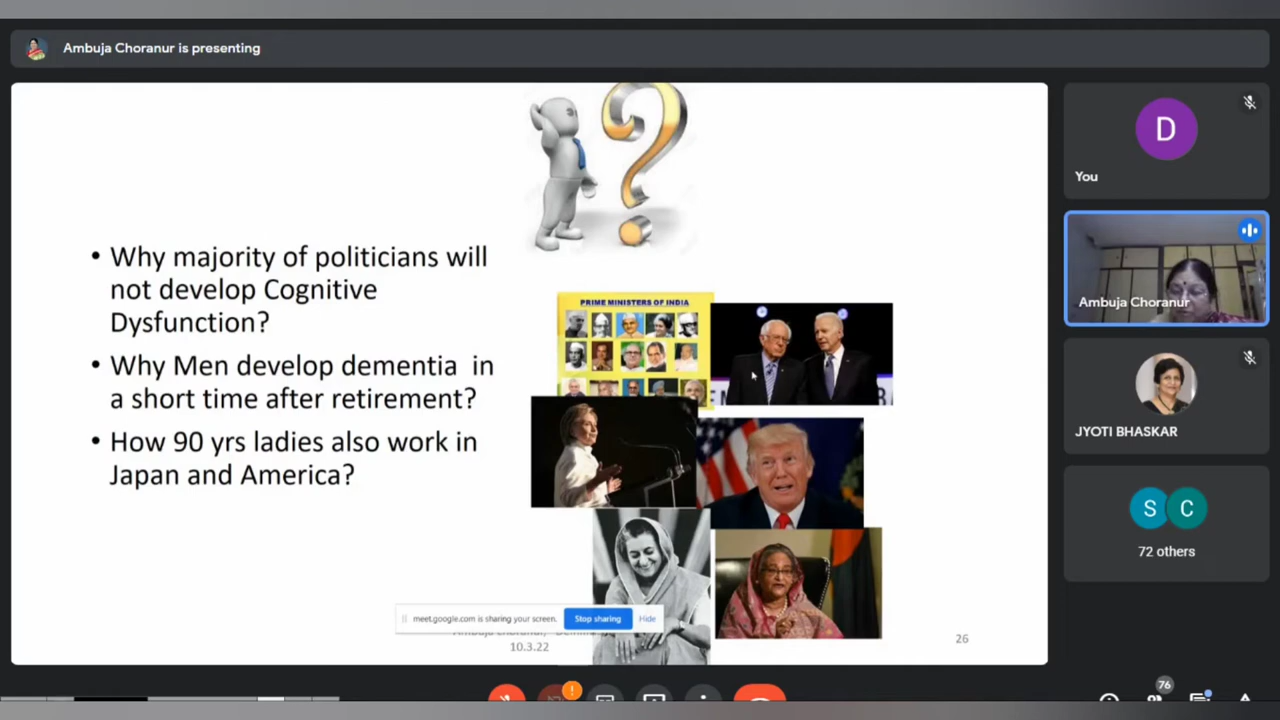 Ambuja Choranur is presenting
• Why majority of politicians will
not develop Cognitive
Dysfunction?
• Why Men develop dementia in
a short time after retirement?
• How 90 yrs ladies also work in
Japan and America?
PRIME MINISTERS OF INDIA
meet.google.com is sharing your screen. Stop sharing Hide
Ambuja Choranur,
10.3.22
26
D
You
Ambuja Choranur
JYOTI BHASKAR
S C
72 others
76